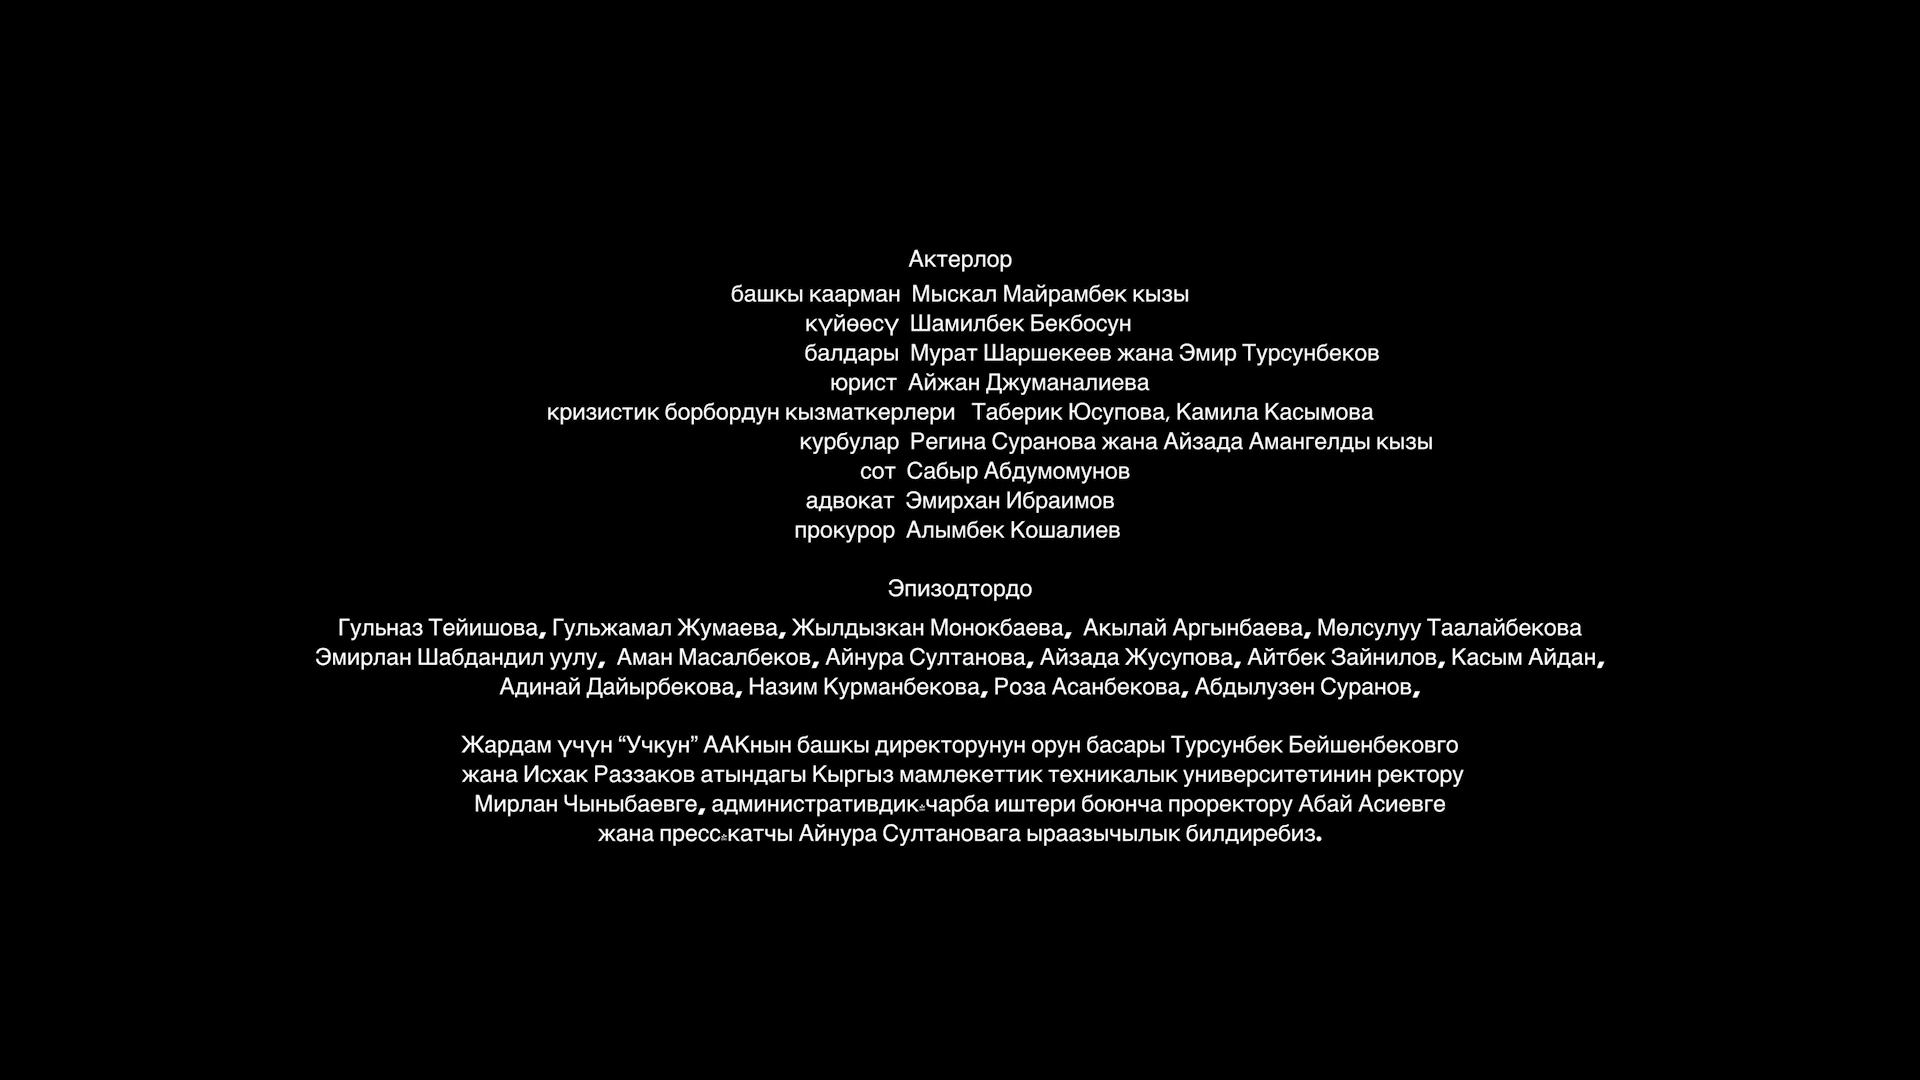 Актерлор
башкы каарман Мыскал Майрамбек кызы
күйөөсү Шамилбек Бекбосун
балдары Мурат Шаршекеев жана Эмир Турсунбеков
юрист Айжан Джуманалиева
кризистик борбордун кызматкерлери Таберик Юсупова, Камила Касымова
курбулар Регина Суранова жана Айзада Амангелды кызы
сот Сабыр Абдумомунов
адвокат Эмирхан Ибраимов
прокурор Алымбек Кошалиев
Эпизодтордо
Гульназ Тейишова, Гульжамал Жумаева, Жылдызкан Монокбаева, Акылай Аргынбаева, Мөлсулуу Таалайбекова
Эмирлан Шабдандил уулу, Аман Масалбеков, Айнура Султанова, Айзада Жусупова, Айтбек Зайнилов, Касым Айдан,
Адинай Дайырбекова, Назим Курманбекова, Роза Асанбекова, Абдылузен Суранов,
Жардам үчүн “Учкун” ААКнын башкы директорунун орун басары Турсунбек Бейшенбековго
жана Исхак Раззаков атындагы Кыргыз мамлекеттик техникалык университетинин ректору
Мирлан Чыныбаевге, административдик-чарба иштери боюнча проректору Абай Асиевге
жана пресс-катчы Айнура Султановага ыраазычылык билдиребиз.